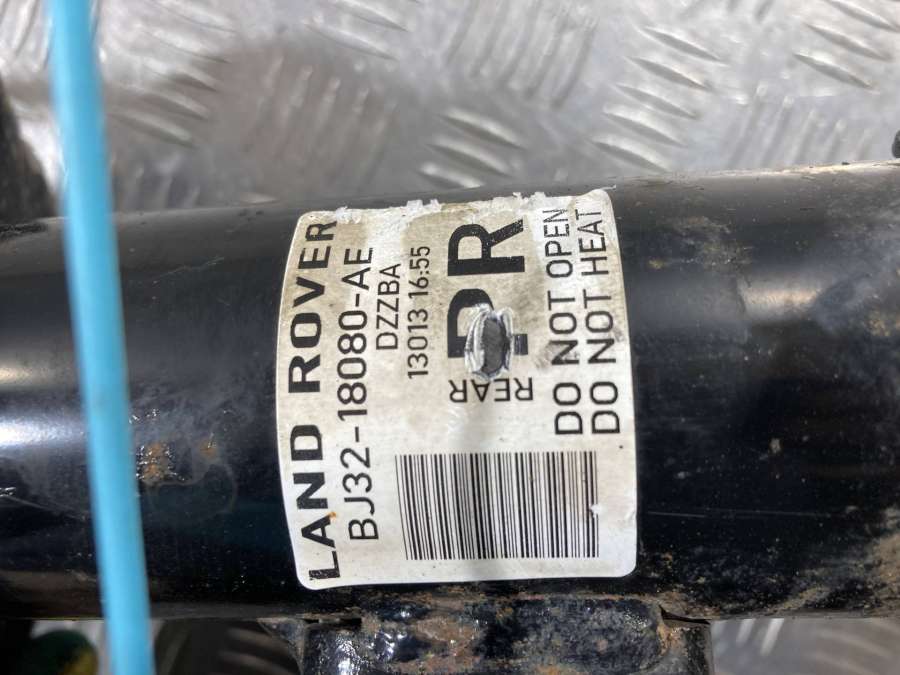 LAND ROVER
BJ32-18080-AE
DZZBA
13013 16:55
PR
REAR
DO NOT OPEN
DO NOT HEAT